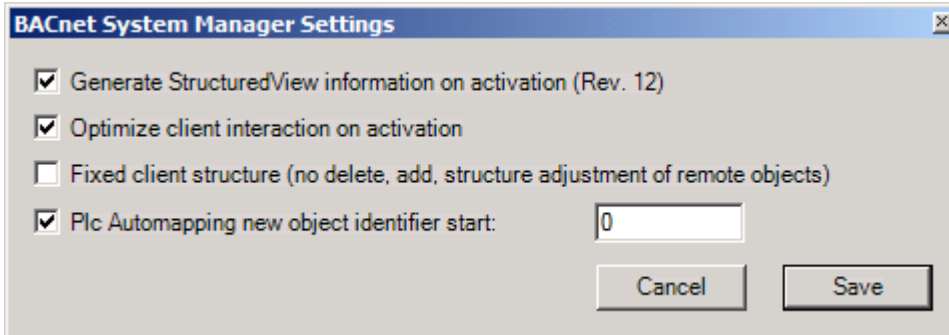 BACnet System Manager Settings
Generate StructuredView information on activation (Rev. 12)
Optimize client interaction on activation
Fixed client structure (no delete, add, structure adjustment of remote objects)
Plc Automapping new object identifier start: 0
Cancel Save